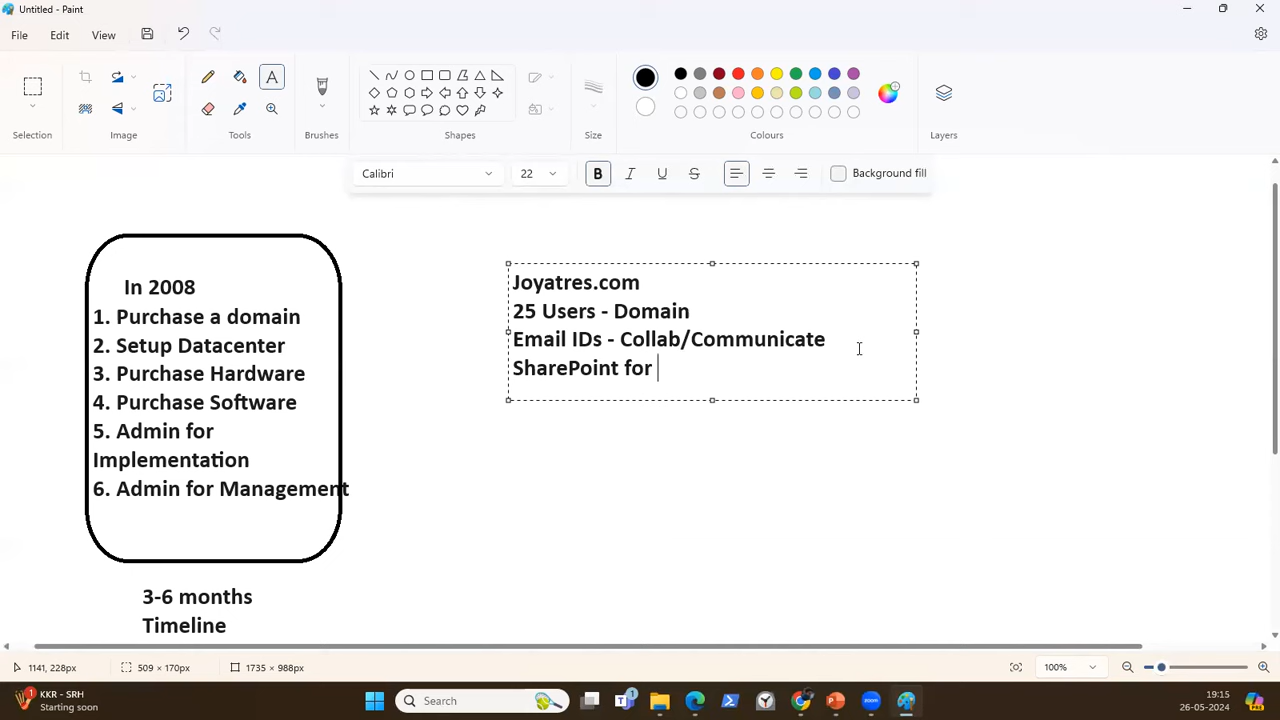 Untitled - Paint
File Edit View
Selection Image Tools Brushes Shapes Size Colours Layers
Calibri 22 B I U S Background fill
In 2008
1. Purchase a domain
2. Setup Datacenter
3. Purchase Hardware
4. Purchase Software
5. Admin for
Implementation
6. Admin for Management
3-6 months
Timeline
Joyatres.com
25 Users - Domain
Email IDs - Collab/Communicate
SharePoint for
1141, 228px 509 × 170px 1735 × 988px 100%
1 KKR - SRH
Starting soon
Search
T 1
zoom
19:15
26-05-2024